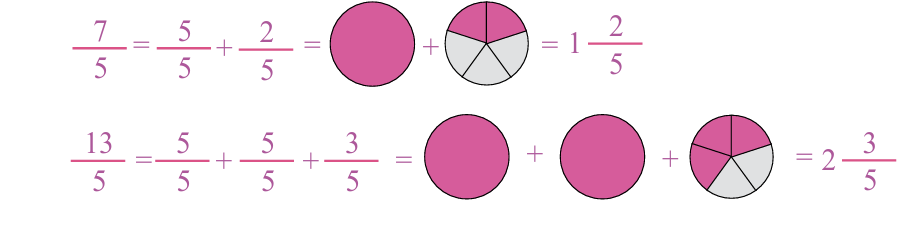 7/5 = 5/5 + 2/5 = + = 1 2/5
13/5 = 5/5 + 5/5 + 3/5 = + + = 2 3/5